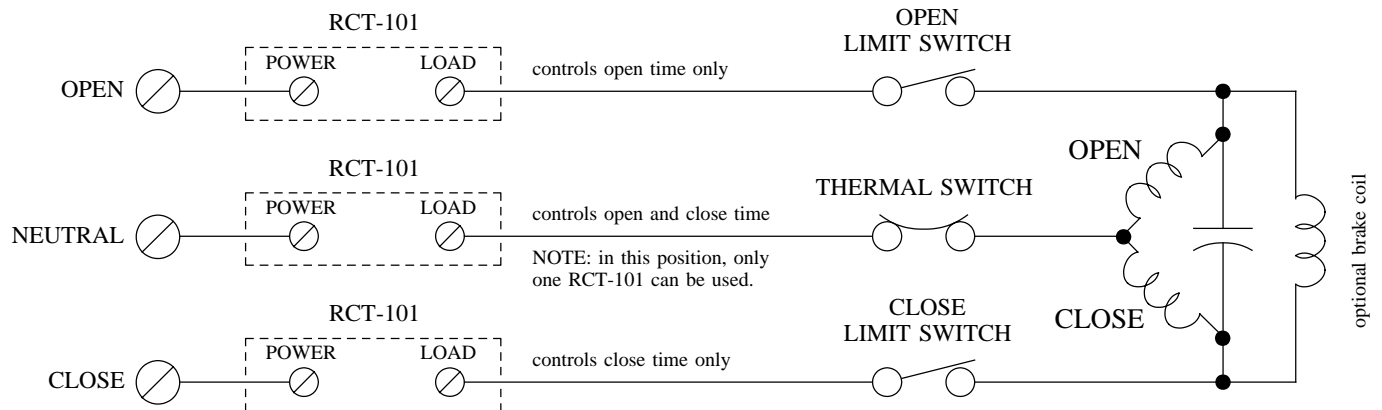 RCT-101
POWER
LOAD
OPEN
controls open time only
OPEN
LIMIT SWITCH
RCT-101
POWER
LOAD
NEUTRAL
controls open and close time
NOTE: in this position, only
one RCT-101 can be used.
THERMAL SWITCH
OPEN
CLOSE
optional brake coil
RCT-101
POWER
LOAD
CLOSE
controls close time only
CLOSE
LIMIT SWITCH